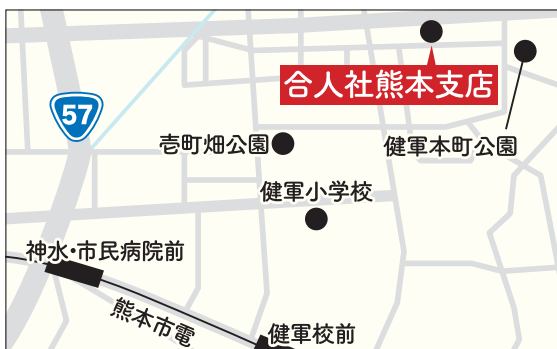 合人社熊本支店
57
壱町畑公園
健軍本町公園
健軍小学校
神水・市民病院前
熊本市電
健軍校前